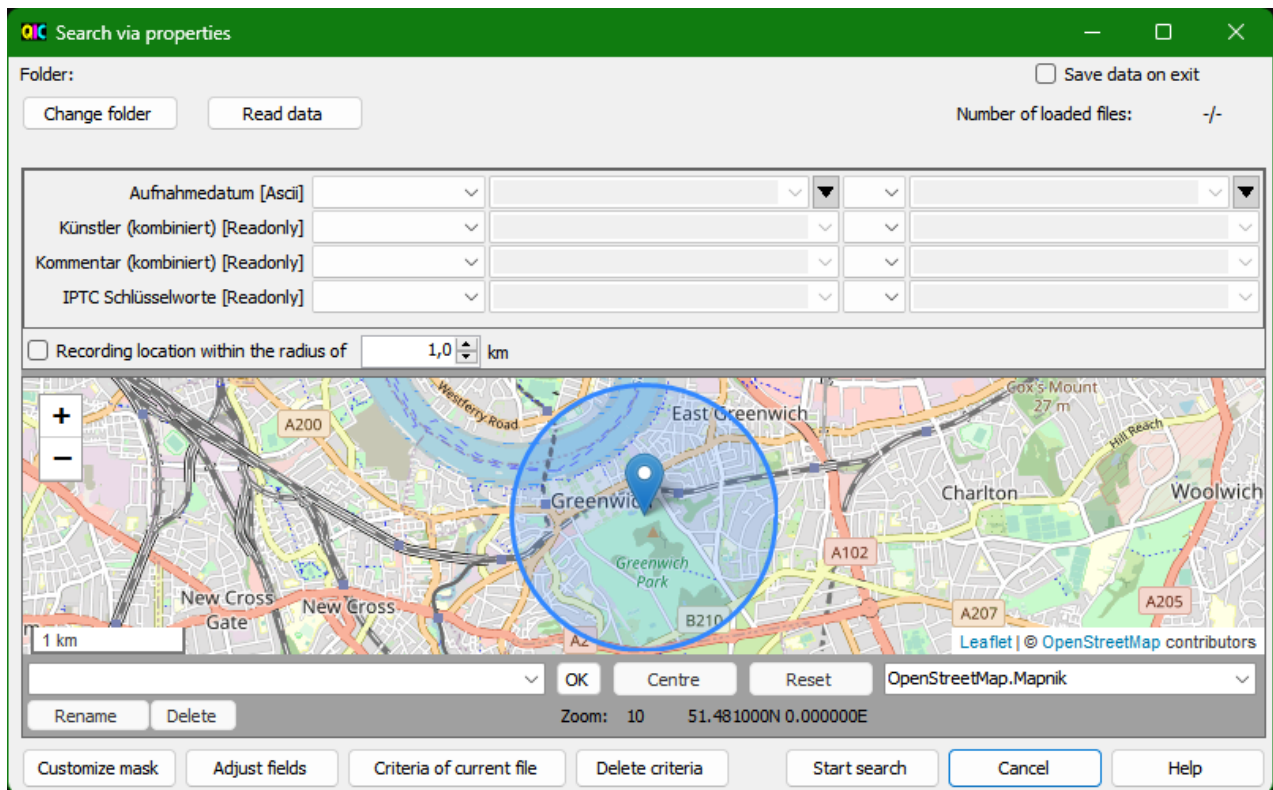 QIC Search via properties
Folder:
Save data on exit
Change folder
Read data
Number of loaded files: -/-
Aufnahmedatum [Ascii]
Künstler (kombiniert) [Readonly]
Kommentar (kombiniert) [Readonly]
IPTC Schlüsselworte [Readonly]
Recording location within the radius of 1,0 km
+
−
A200
Westferry Road
East Greenwich
Cox's Mount
27 m
Hill Reach
Greenwich
Charlton
Woolwich
A102
Greenwich
Park
New Cross
Gate
New Cross
B210
A207
A205
A2
1 km
Leaflet | © OpenStreetMap contributors
OK
Centre
Reset
OpenStreetMap.Mapnik
Rename
Delete
Zoom: 10 51.481000N 0.000000E
Customize mask
Adjust fields
Criteria of current file
Delete criteria
Start search
Cancel
Help